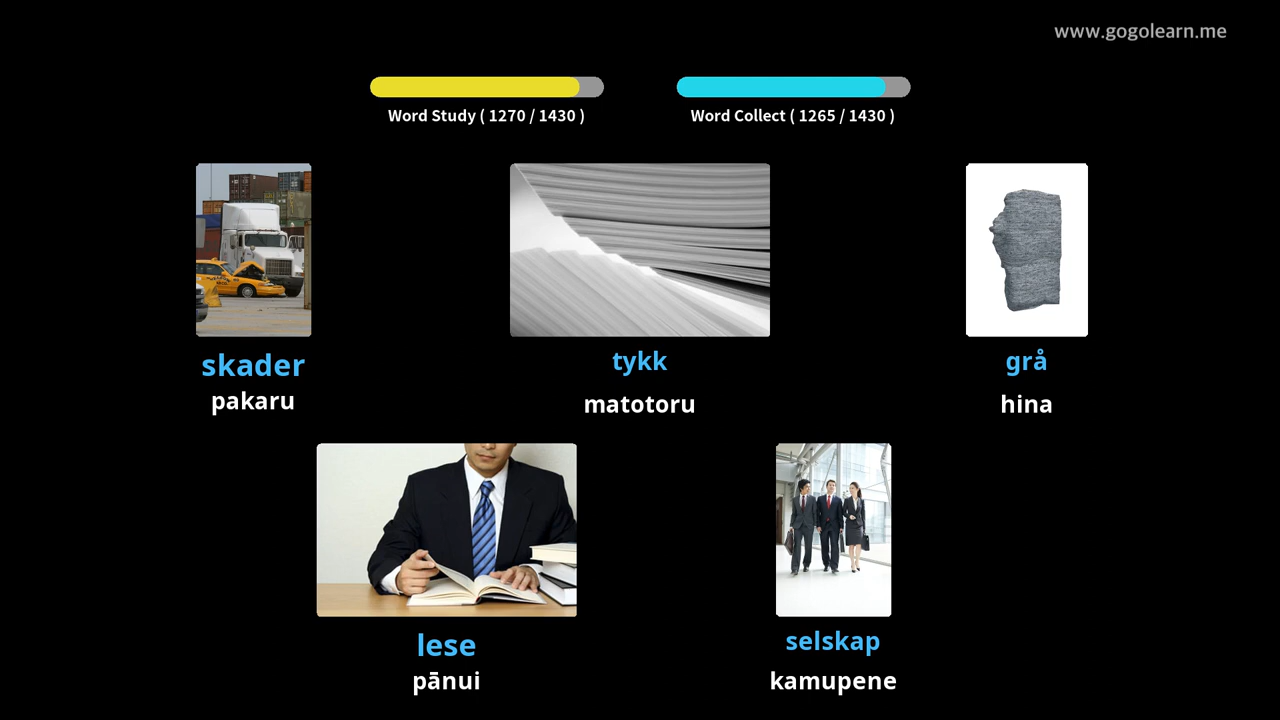 www.gogolearn.me
Word Study ( 1270 / 1430 )
Word Collect ( 1265 / 1430 )
skader
pakaru
tykk
matotoru
grå
hina
lese
pānui
selskap
kamupene